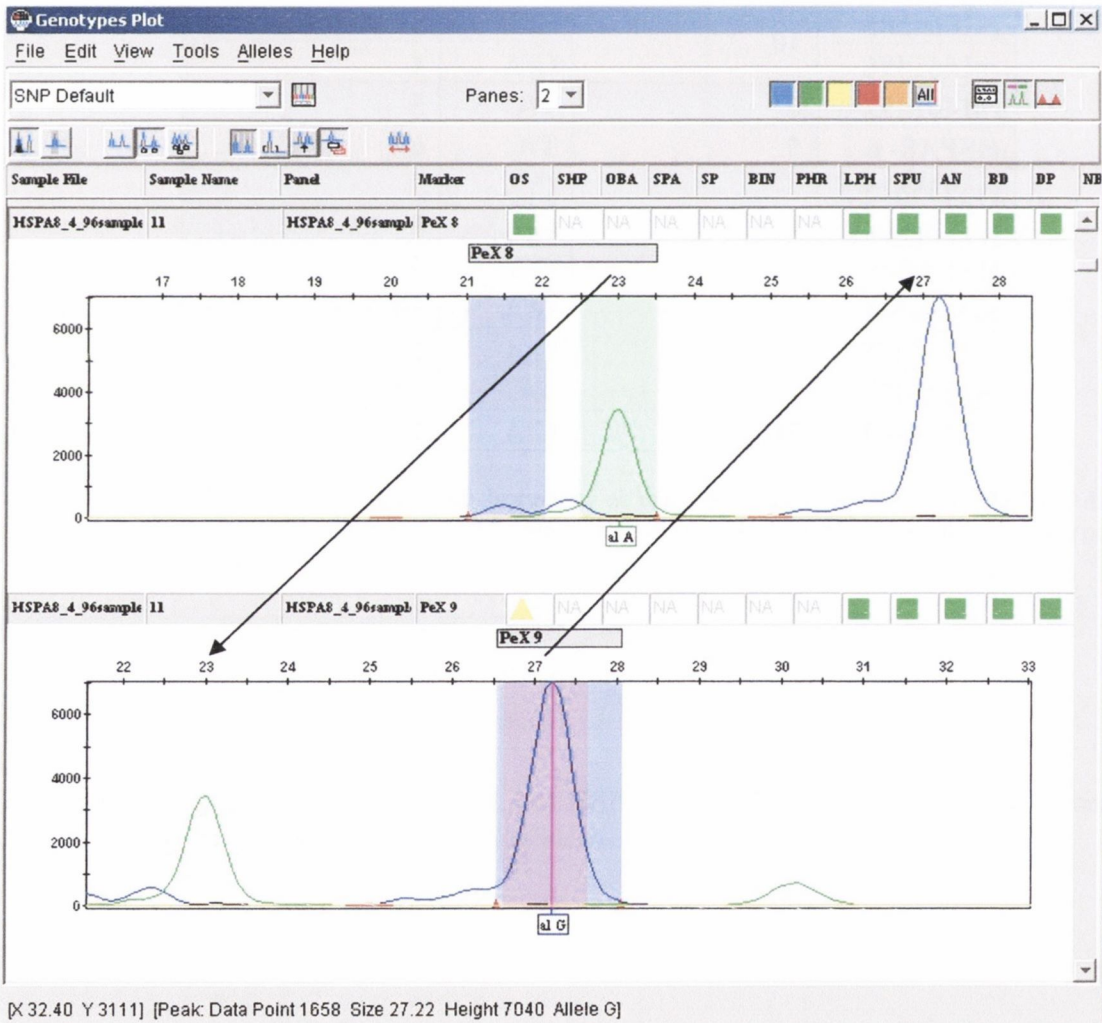 Genotypes Plot
File Edit View Tools Alleles Help
SNP Default Panes: 2 All
Sample File Sample Name Panel Marker OS SHP OBA SPA SP BIN PHR LPH SPU AN BD DP NB
HSPA8_4_96sample 11 HSPA8_4_96sampl PeX 8 NA NA NA NA NA NA
PeX 8
17 18 19 20 21 22 23 24 25 26 27 28
6000
4000
2000
0
al A
HSPA8_4_96sample 11 HSPA8_4_96sampl PeX 9 NA NA NA NA NA NA
PeX 9
22 23 24 25 26 27 28 29 30 31 32 33
6000
4000
2000
0
al G
[X 32.40 Y 3111] [Peak: Data Point 1658 Size 27.22 Height 7040 Allele G]